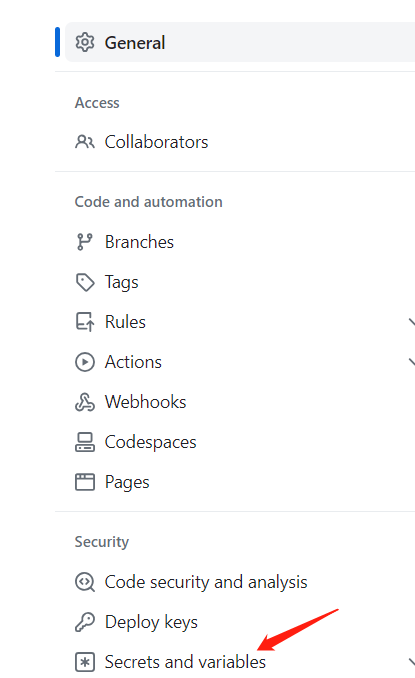 General
Access
Collaborators
Code and automation
Branches
Tags
Rules
Actions
Webhooks
Codespaces
Pages
Security
Code security and analysis
Deploy keys
Secrets and variables